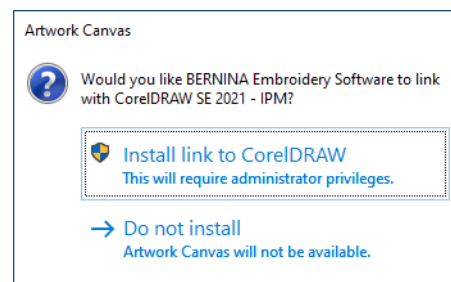 Artwork Canvas
Would you like BERNINA Embroidery Software to link
with CorelDRAW SE 2021 - IPM?
Install link to CorelDRAW
This will require administrator privileges.
Do not install
Artwork Canvas will not be available.